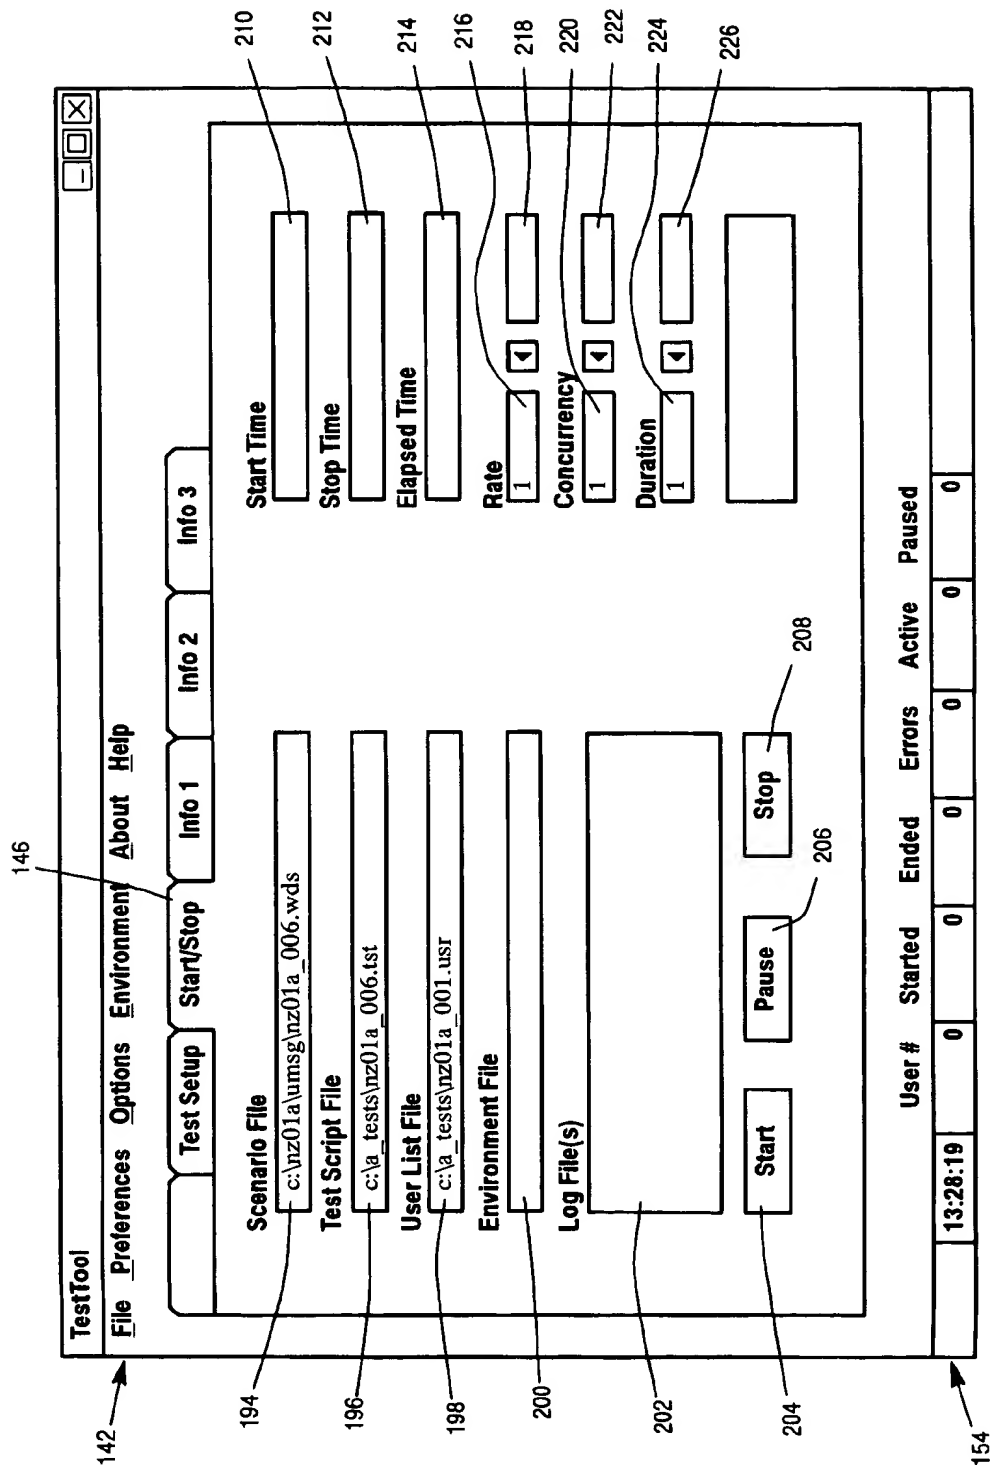 TestTool
File Preferences Options Environment About Help
146
Test Setup Start/Stop Info 1 Info 2 Info 3
142
Scenario File
c:\nz01a\umsg\nz01a_006.wds
194
Test Script File
c:\a_tests\nz01a_006.tst
196
User List File
c:\a_tests\nz01a_001.usr
198
Environment File
200
Log File(s)
202
Start Pause Stop
204
206
208
Start Time
210
Stop Time
212
Elapsed Time
214
Rate
1
216
218
Concurrency
1
220
222
Duration
1
224
226
User # Started Ended Errors Active Paused
13:28:19 0 0 0 0 0 0
154